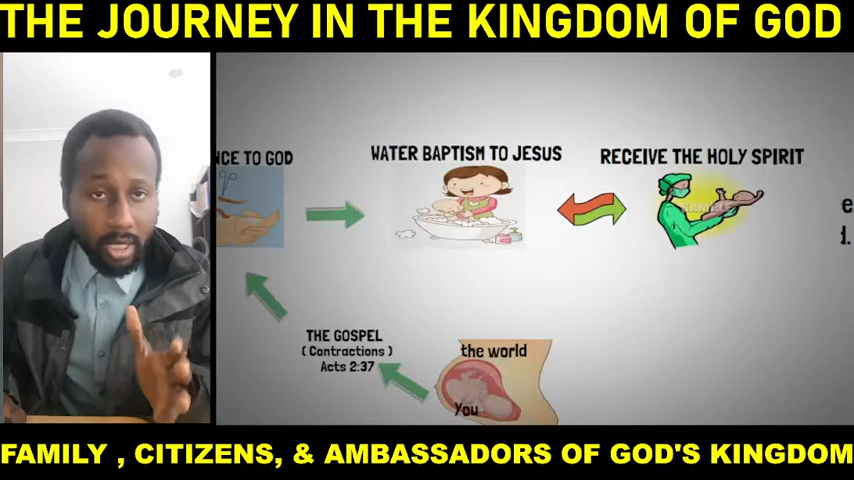 THE JOURNEY IN THE KINGDOM OF GOD
NCE TO GOD
WATER BAPTISM TO JESUS
RECEIVE THE HOLY SPIRIT
e
d.
THE GOSPEL
( Contractions )
Acts 2:37
the world
You
FAMILY , CITIZENS, & AMBASSADORS OF GOD'S KINGDOM